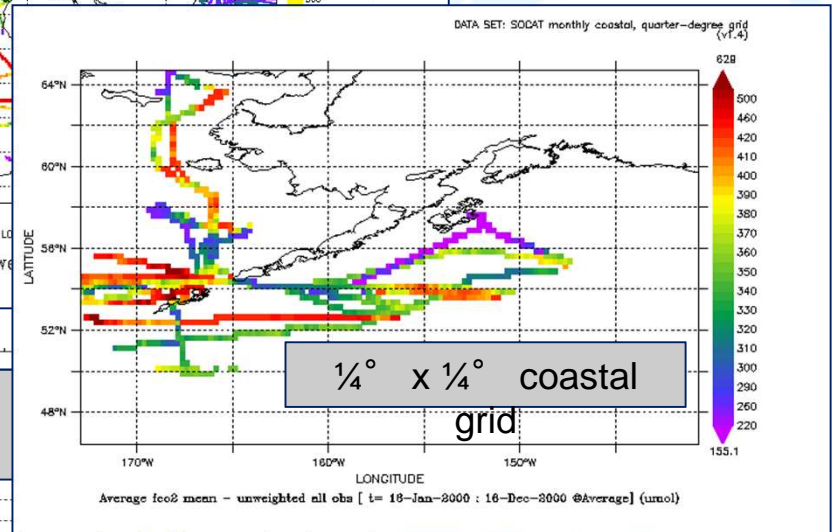 DATA SET: SOCAT monthly coastal, quarter-degree grid
(v1.4)
628
500
460
420
410
400
390
380
370
360
350
340
330
320
310
300
290
260
220
155.1
64°N
60°N
56°N
52°N
48°N
LATITUDE
170°W 160°W 150°W
LONGITUDE
¼° x ¼° coastal
grid
Average fco2 mean - unweighted all obs [ t= 16-Jan-2000 : 16-Dec-2000 @Average] (umol)